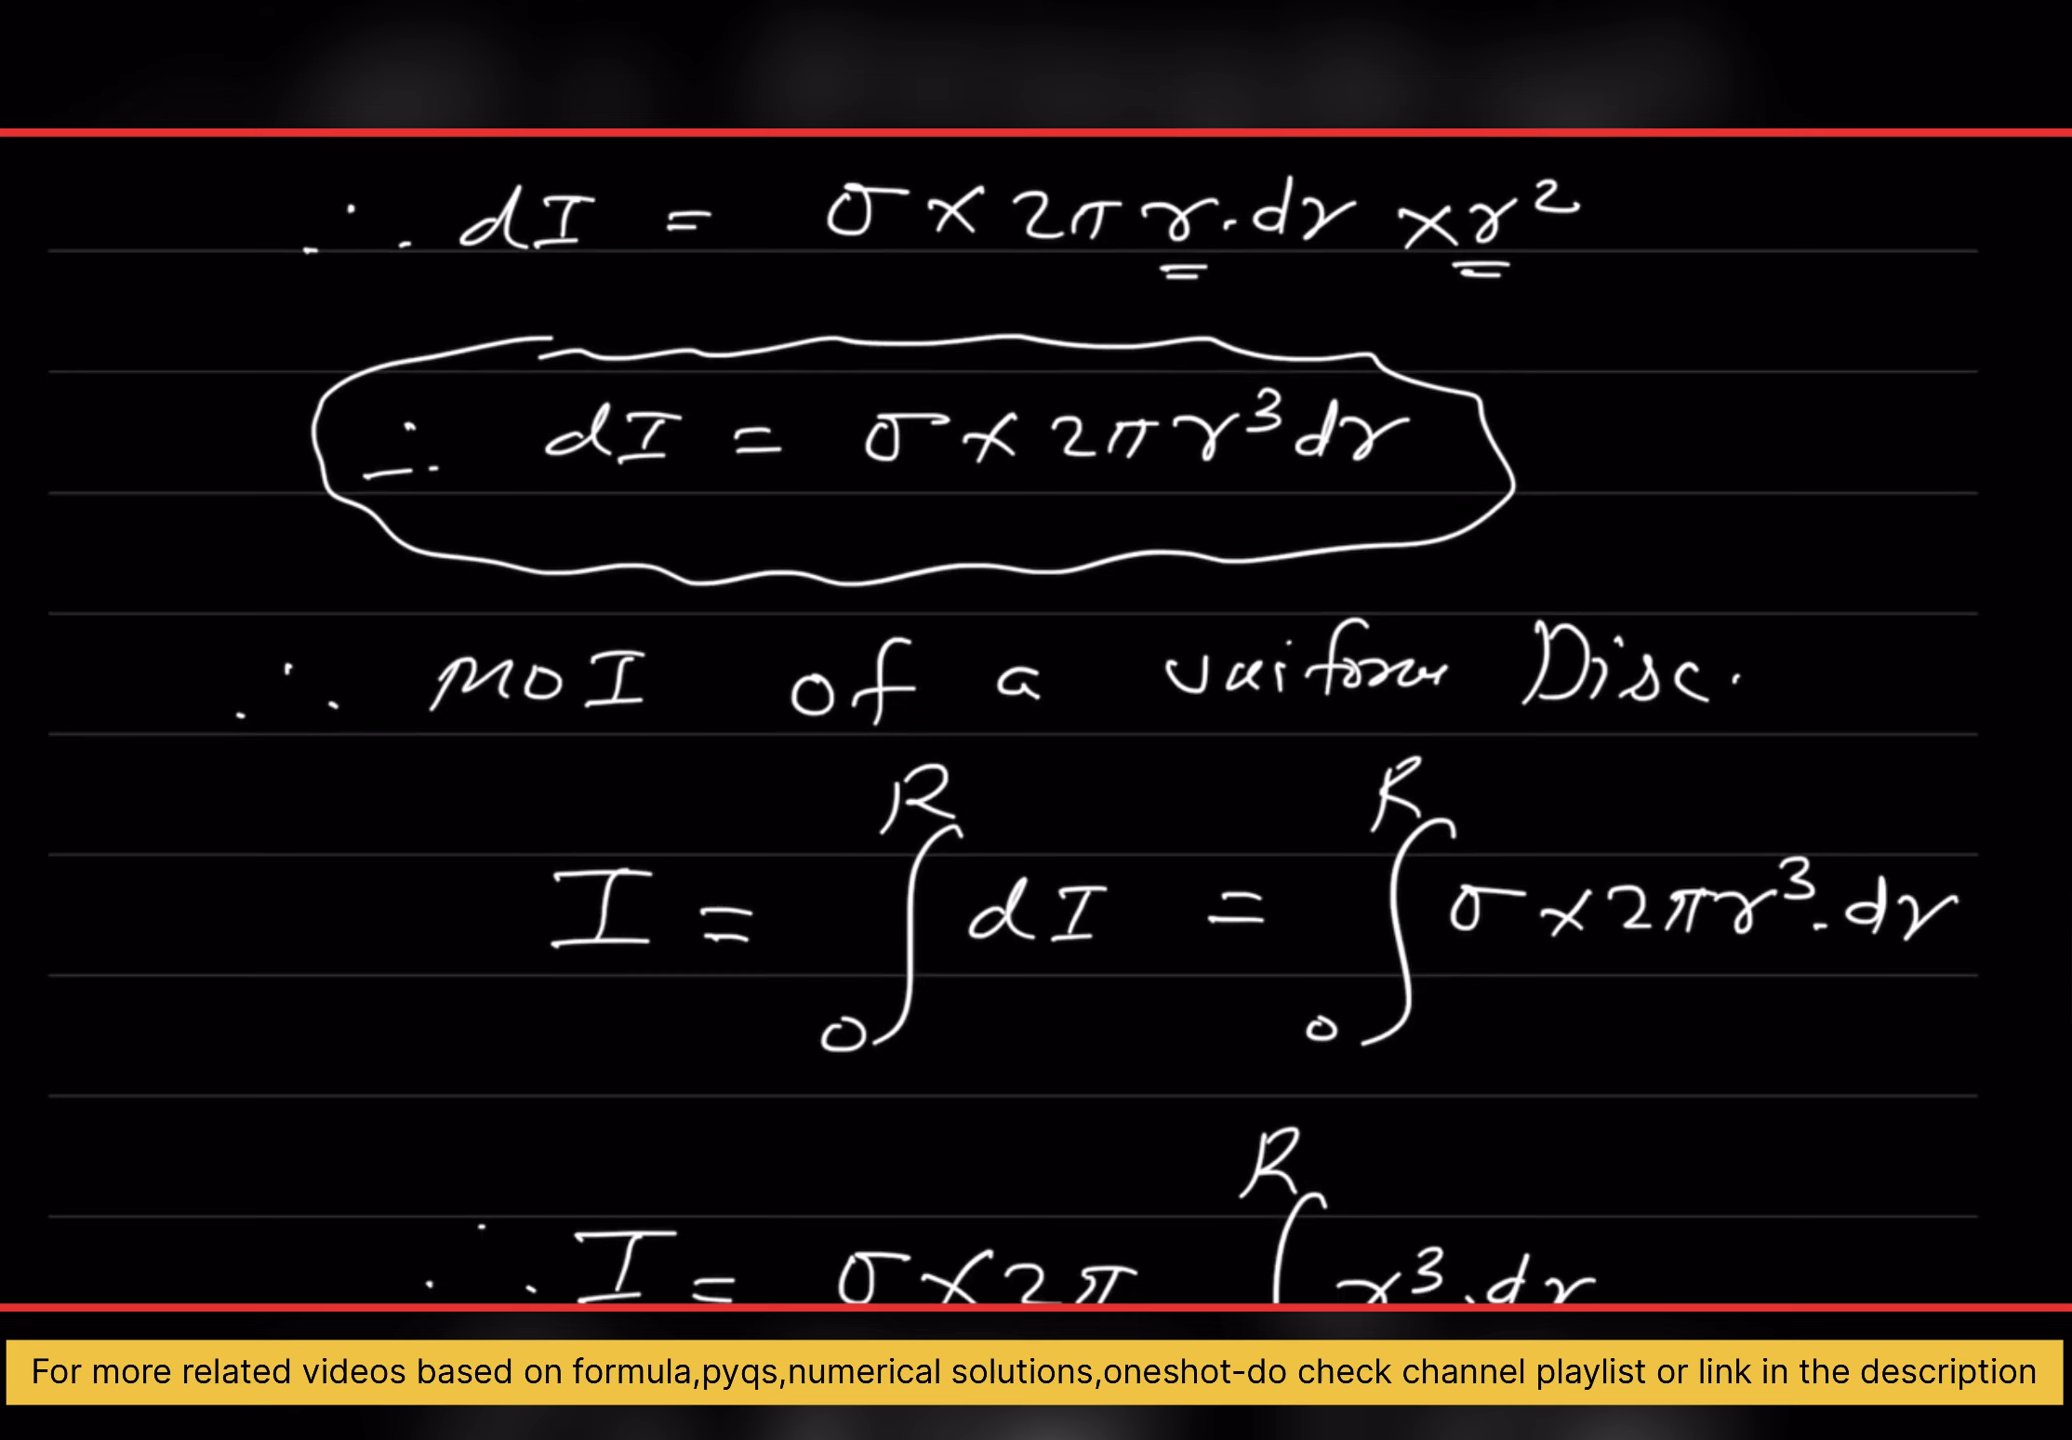 ∴ dI = σ × 2πr.dr × r²
∴ dI = σ × 2πr³dr
∴ MOI of a uniform Disc.
I = ∫₀ᴿ dI = ∫₀ᴿ σ × 2πr³.dr
∴ I = σ × 2π ∫ᴿ r³.dr
For more related videos based on formula,pyqs,numerical solutions,oneshot-do check channel playlist or link in the description